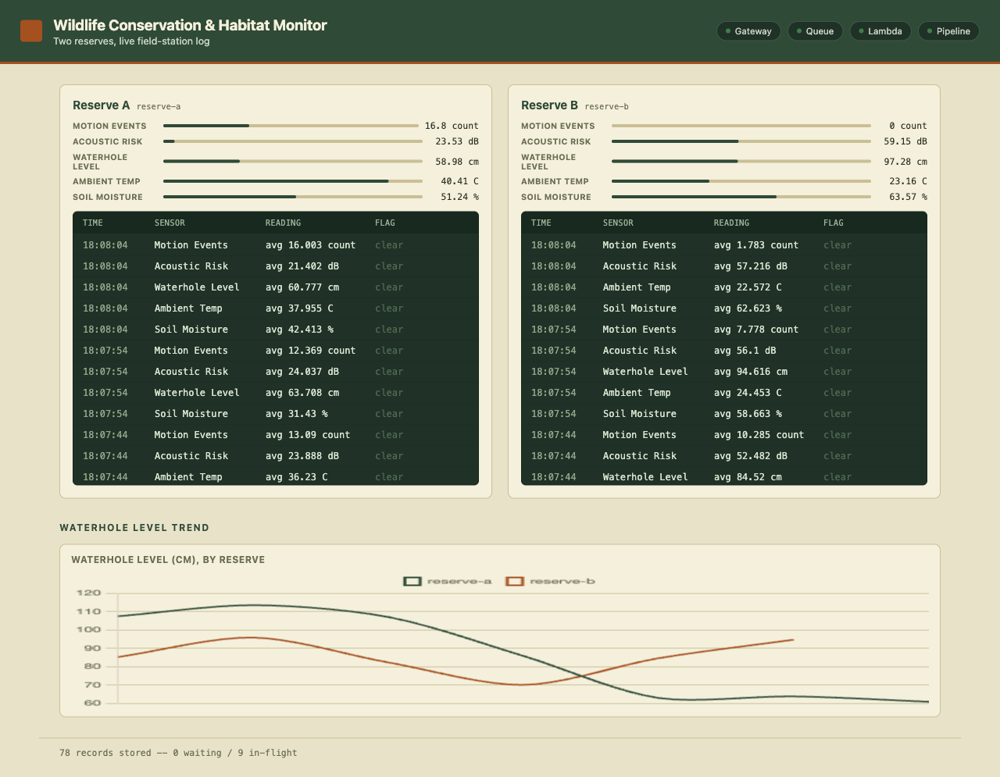 Wildlife Conservation & Habitat Monitor
Two reserves, live field-station log
Gateway
Queue
Lambda
Pipeline
Reserve A reserve-a
MOTION EVENTS 16.8 count
ACOUSTIC RISK 23.53 dB
WATERHOLE
LEVEL 58.98 cm
AMBIENT TEMP 40.41 C
SOIL MOISTURE 51.24 %
TIME SENSOR READING FLAG
18:08:04 Motion Events avg 16.003 count clear
18:08:04 Acoustic Risk avg 21.402 dB clear
18:08:04 Waterhole Level avg 60.777 cm clear
18:08:04 Ambient Temp avg 37.955 C clear
18:08:04 Soil Moisture avg 42.413 % clear
18:07:54 Motion Events avg 12.369 count clear
18:07:54 Acoustic Risk avg 24.037 dB clear
18:07:54 Waterhole Level avg 63.708 cm clear
18:07:54 Soil Moisture avg 31.43 % clear
18:07:44 Motion Events avg 13.09 count clear
18:07:44 Acoustic Risk avg 23.888 dB clear
18:07:44 Ambient Temp avg 36.23 C clear
Reserve B reserve-b
MOTION EVENTS 0 count
ACOUSTIC RISK 59.15 dB
WATERHOLE
LEVEL 97.28 cm
AMBIENT TEMP 23.16 C
SOIL MOISTURE 63.57 %
TIME SENSOR READING FLAG
18:08:04 Motion Events avg 1.783 count clear
18:08:04 Acoustic Risk avg 57.216 dB clear
18:08:04 Ambient Temp avg 22.572 C clear
18:08:04 Soil Moisture avg 62.623 % clear
18:07:54 Motion Events avg 7.778 count clear
18:07:54 Acoustic Risk avg 56.1 dB clear
18:07:54 Waterhole Level avg 94.616 cm clear
18:07:54 Ambient Temp avg 24.453 C clear
18:07:54 Soil Moisture avg 58.663 % clear
18:07:44 Motion Events avg 10.285 count clear
18:07:44 Acoustic Risk avg 52.482 dB clear
18:07:44 Waterhole Level avg 84.52 cm clear
WATERHOLE LEVEL TREND
WATERHOLE LEVEL (CM), BY RESERVE
reserve-a reserve-b
120
110
100
90
80
70
60
78 records stored —— 0 waiting / 9 in-flight